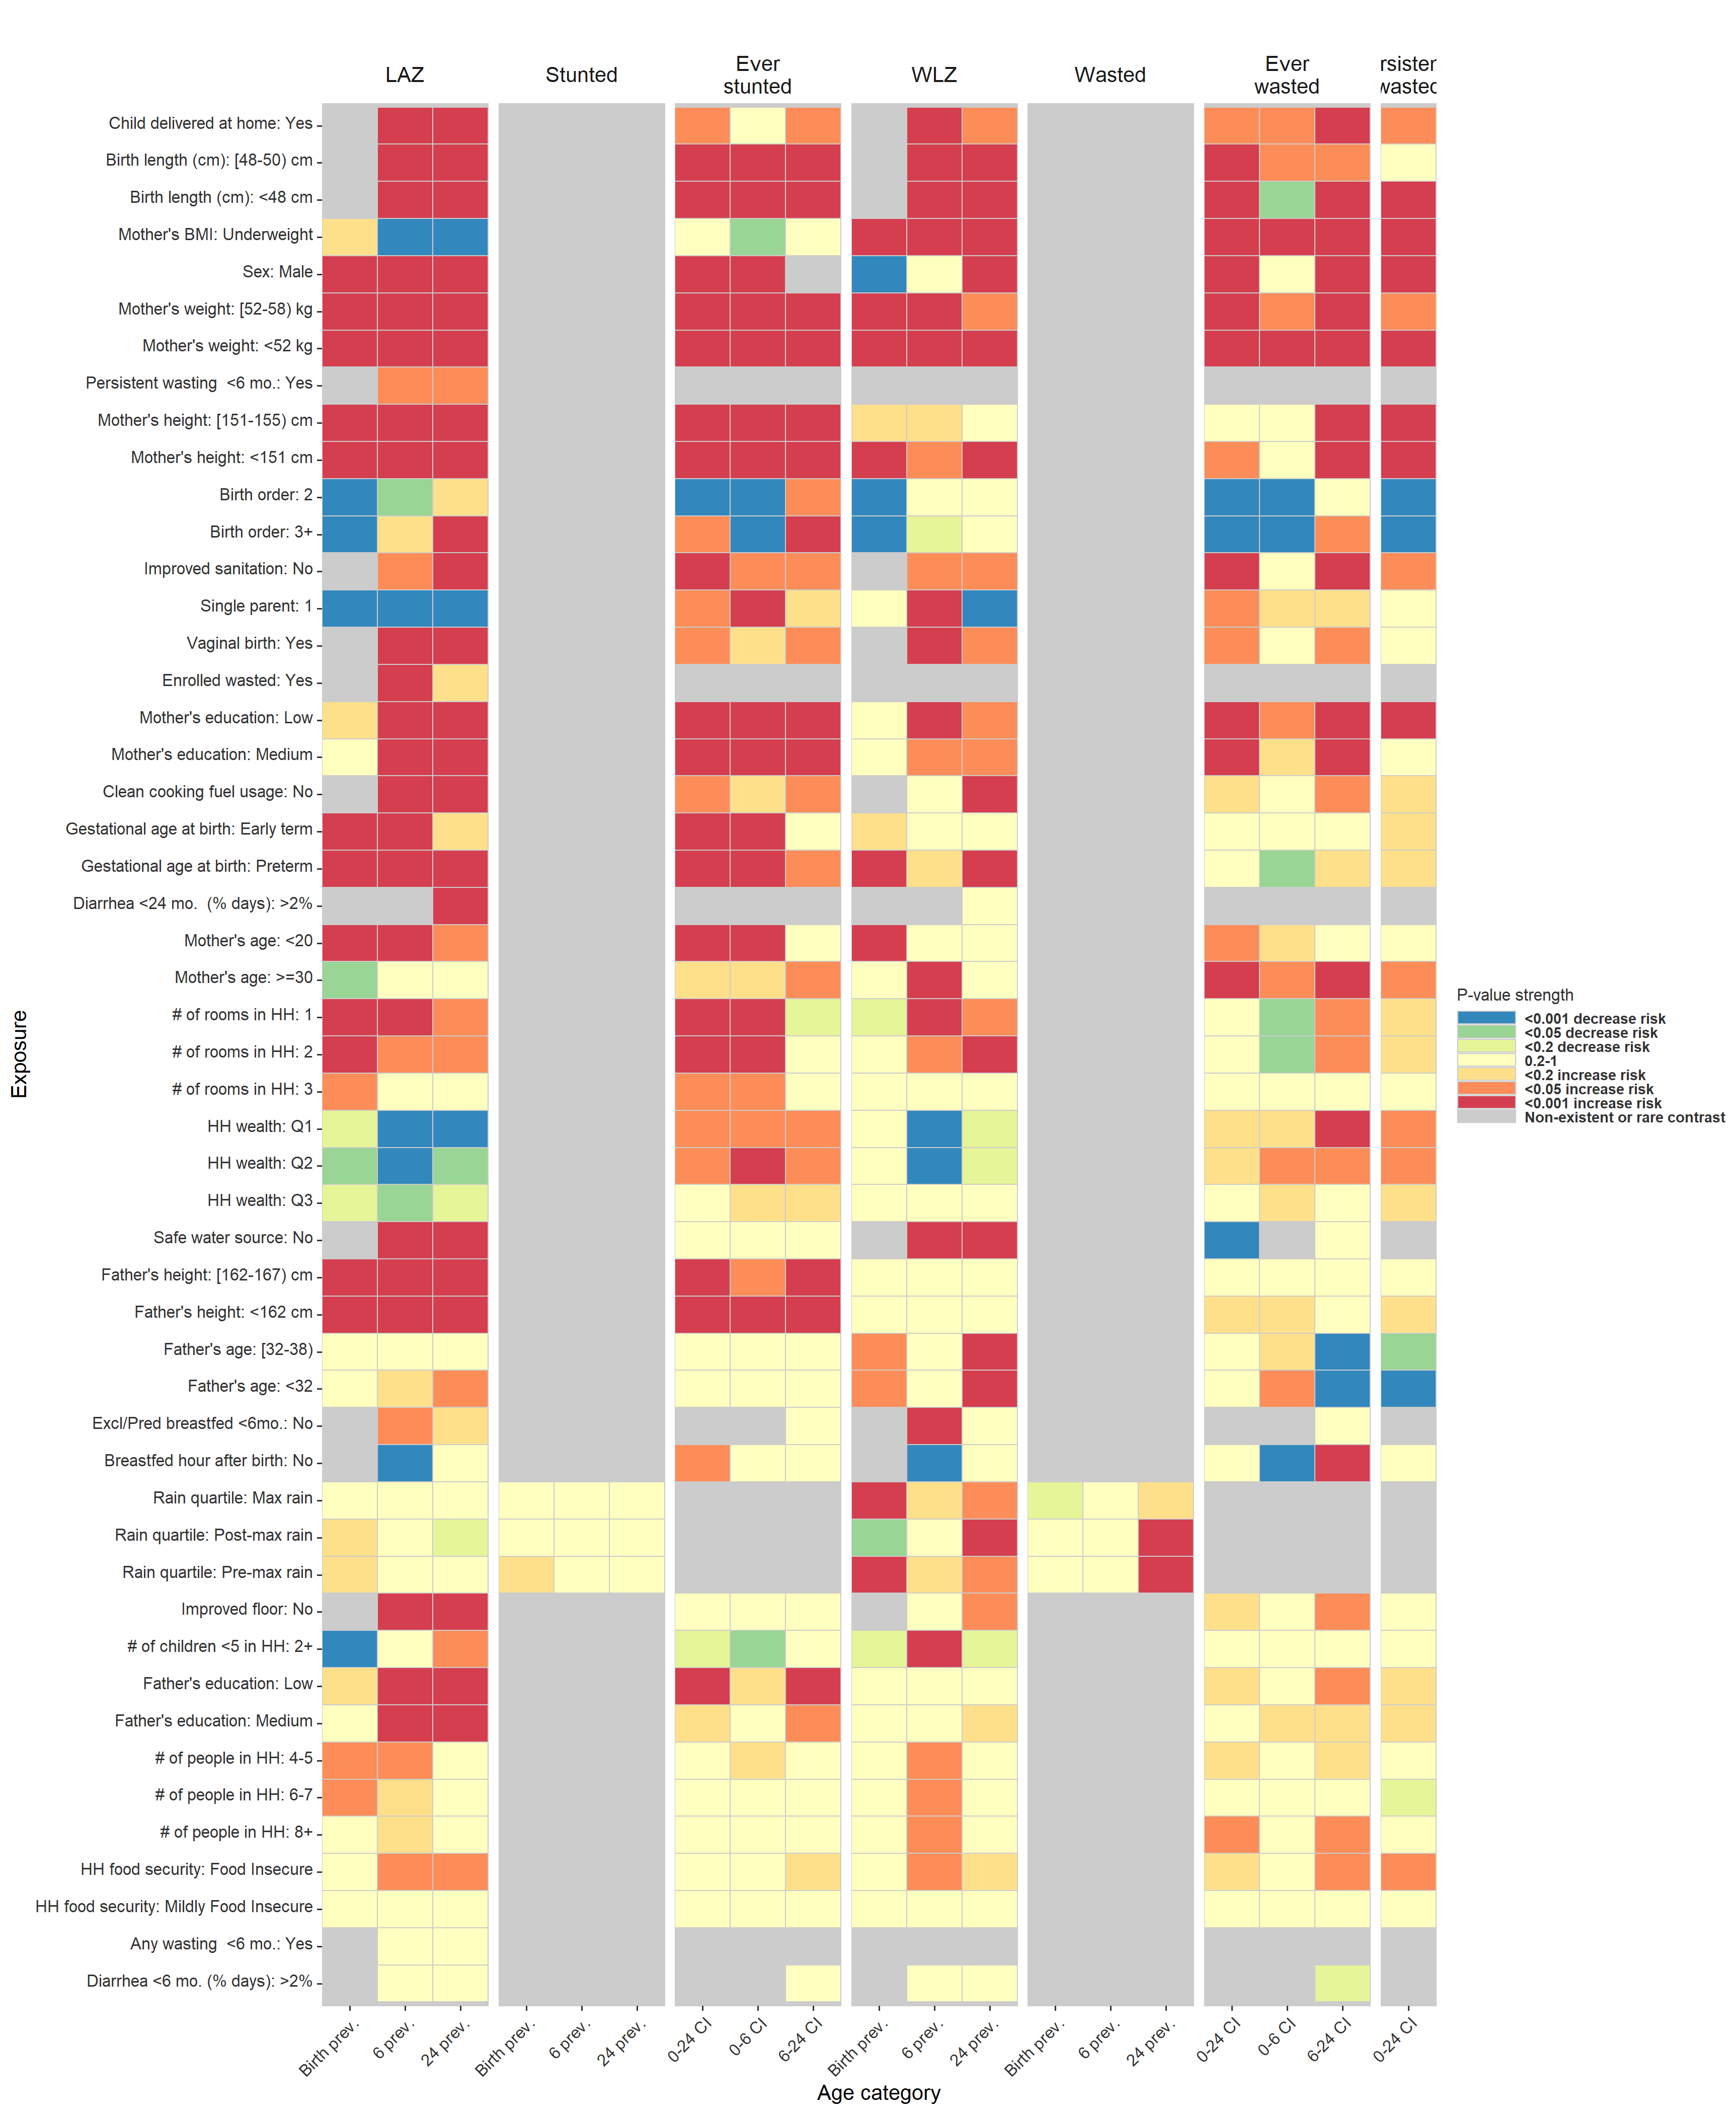 LAZ
Stunted
Ever
stunted
WLZ
Wasted
Ever
wasted
rsisten
wasted
Exposure
Child delivered at home: Yes
Birth length (cm): [48-50) cm
Birth length (cm): <48 cm
Mother's BMI: Underweight
Sex: Male
Mother's weight: [52-58) kg
Mother's weight: <52 kg
Persistent wasting  <6 mo.: Yes
Mother's height: [151-155) cm
Mother's height: <151 cm
Birth order: 2
Birth order: 3+
Improved sanitation: No
Single parent: 1
Vaginal birth: Yes
Enrolled wasted: Yes
Mother's education: Low
Mother's education: Medium
Clean cooking fuel usage: No
Gestational age at birth: Early term
Gestational age at birth: Preterm
Diarrhea <24 mo.  (% days): >2%
Mother's age: <20
Mother's age: >=30
# of rooms in HH: 1
# of rooms in HH: 2
# of rooms in HH: 3
HH wealth: Q1
HH wealth: Q2
HH wealth: Q3
Safe water source: No
Father's height: [162-167) cm
Father's height: <162 cm
Father's age: [32-38)
Father's age: <32
Excl/Pred breastfed <6mo.: No
Breastfed hour after birth: No
Rain quartile: Max rain
Rain quartile: Post-max rain
Rain quartile: Pre-max rain
Improved floor: No
# of children <5 in HH: 2+
Father's education: Low
Father's education: Medium
# of people in HH: 4-5
# of people in HH: 6-7
# of people in HH: 8+
HH food security: Food Insecure
HH food security: Mildly Food Insecure
Any wasting  <6 mo.: Yes
Diarrhea <6 mo. (% days): >2%
Birth prev.
6 prev.
24 prev.
Birth prev.
6 prev.
24 prev.
0-24 CI
0-6 CI
6-24 CI
Birth prev.
6 prev.
24 prev.
Birth prev.
6 prev.
24 prev.
0-24 CI
0-6 CI
6-24 CI
0-24 CI
Age category
P-value strength
<0.001 decrease risk
<0.05 decrease risk
<0.2 decrease risk
0.2-1
<0.2 increase risk
<0.05 increase risk
<0.001 increase risk
Non-existent or rare contrast